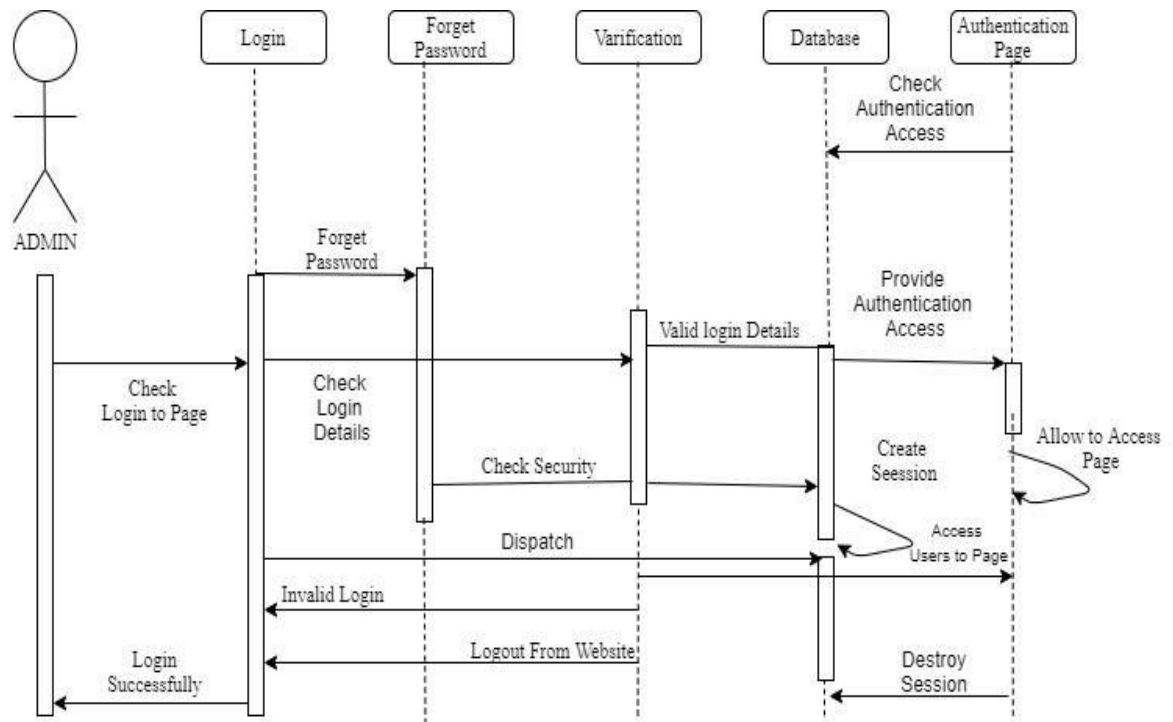 Login
Forget
Password
Varification
Database
Authentication
Page
Check
Authentication
Access
ADMIN
Forget
Password
Provide
Authentication
Access
Valid login Details
Check
Login to Page
Check
Login
Details
Allow to Access
Page
Create
Seession
Check Security
Access
Users to Page
Dispatch
Invalid Login
Logout From Website
Login
Successfully
Destroy
Session